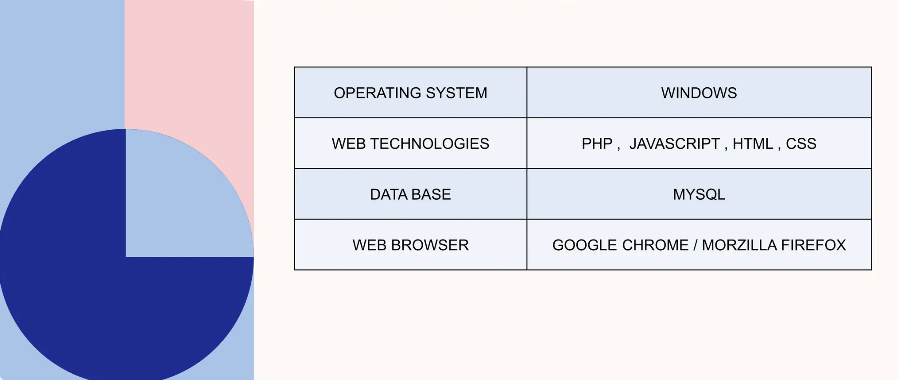 OPERATING SYSTEM WINDOWS
WEB TECHNOLOGIES PHP , JAVASCRIPT , HTML , CSS
DATA BASE MYSQL
WEB BROWSER GOOGLE CHROME / MORZILLA FIREFOX